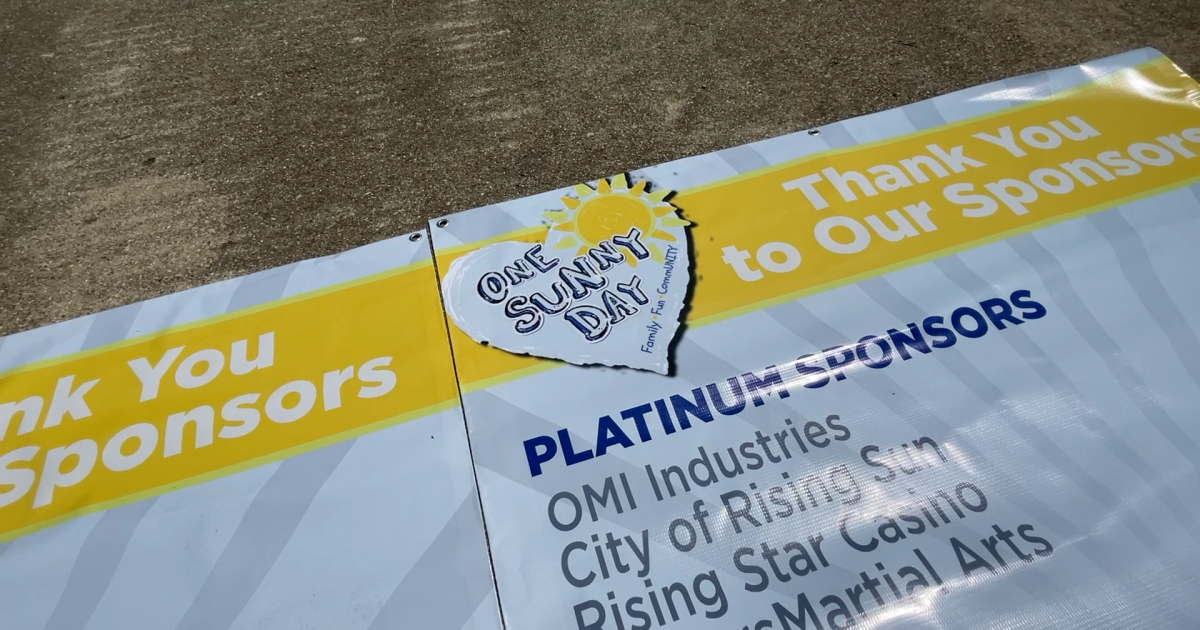 nk You
Sponsors
ONE
SUNNY
DAY
Family Fun CommUNITY
Thank You
to Our Sponsors
PLATINUM SPONSORS
OMI Industries
City of Rising Sun
Rising Star Casino
Martial Arts